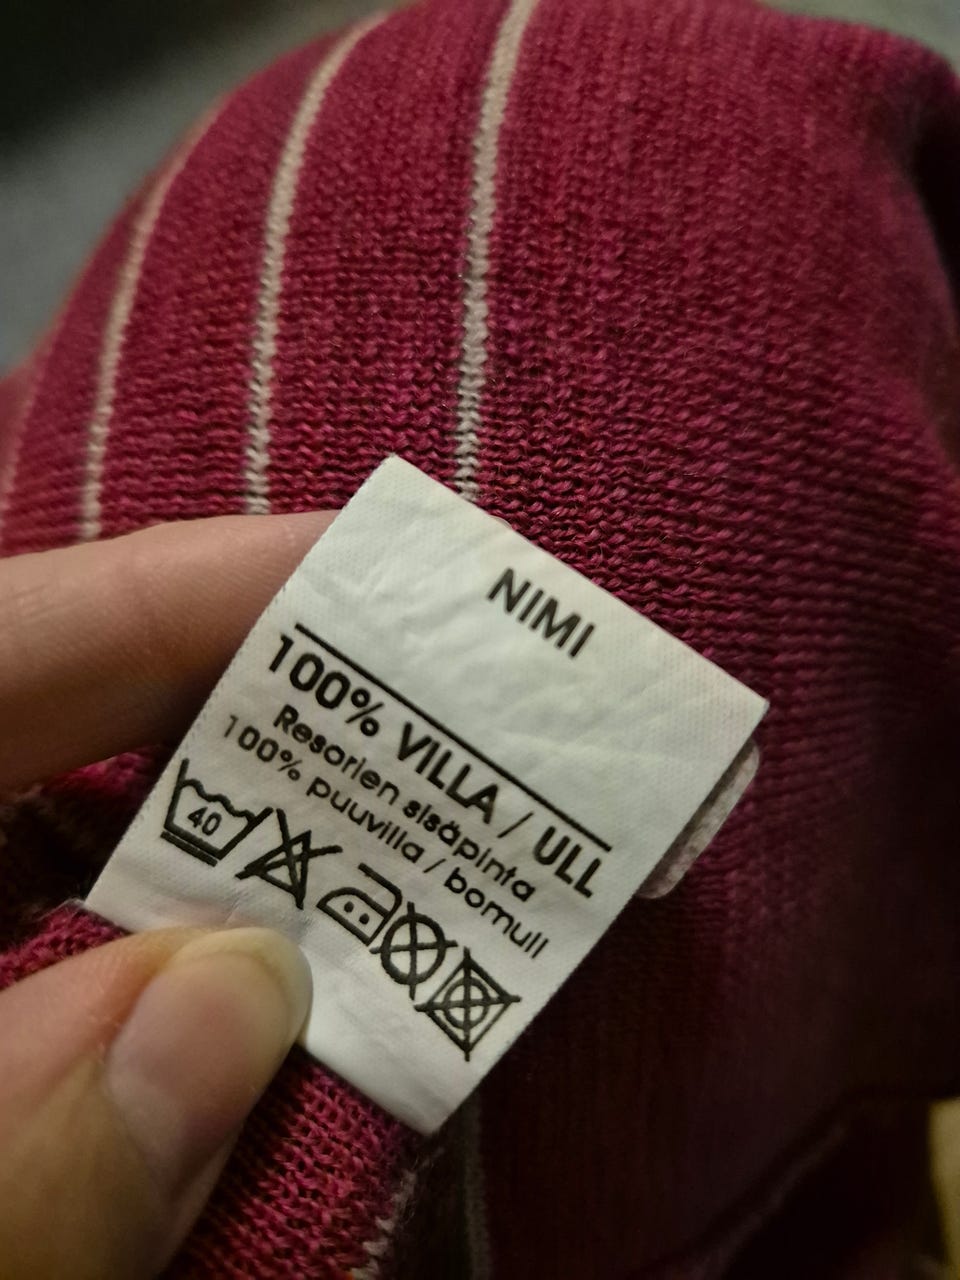 NIMI
100% VILLA / ULL
Resorien sisäpinta
100% puuvilla / bomull
40